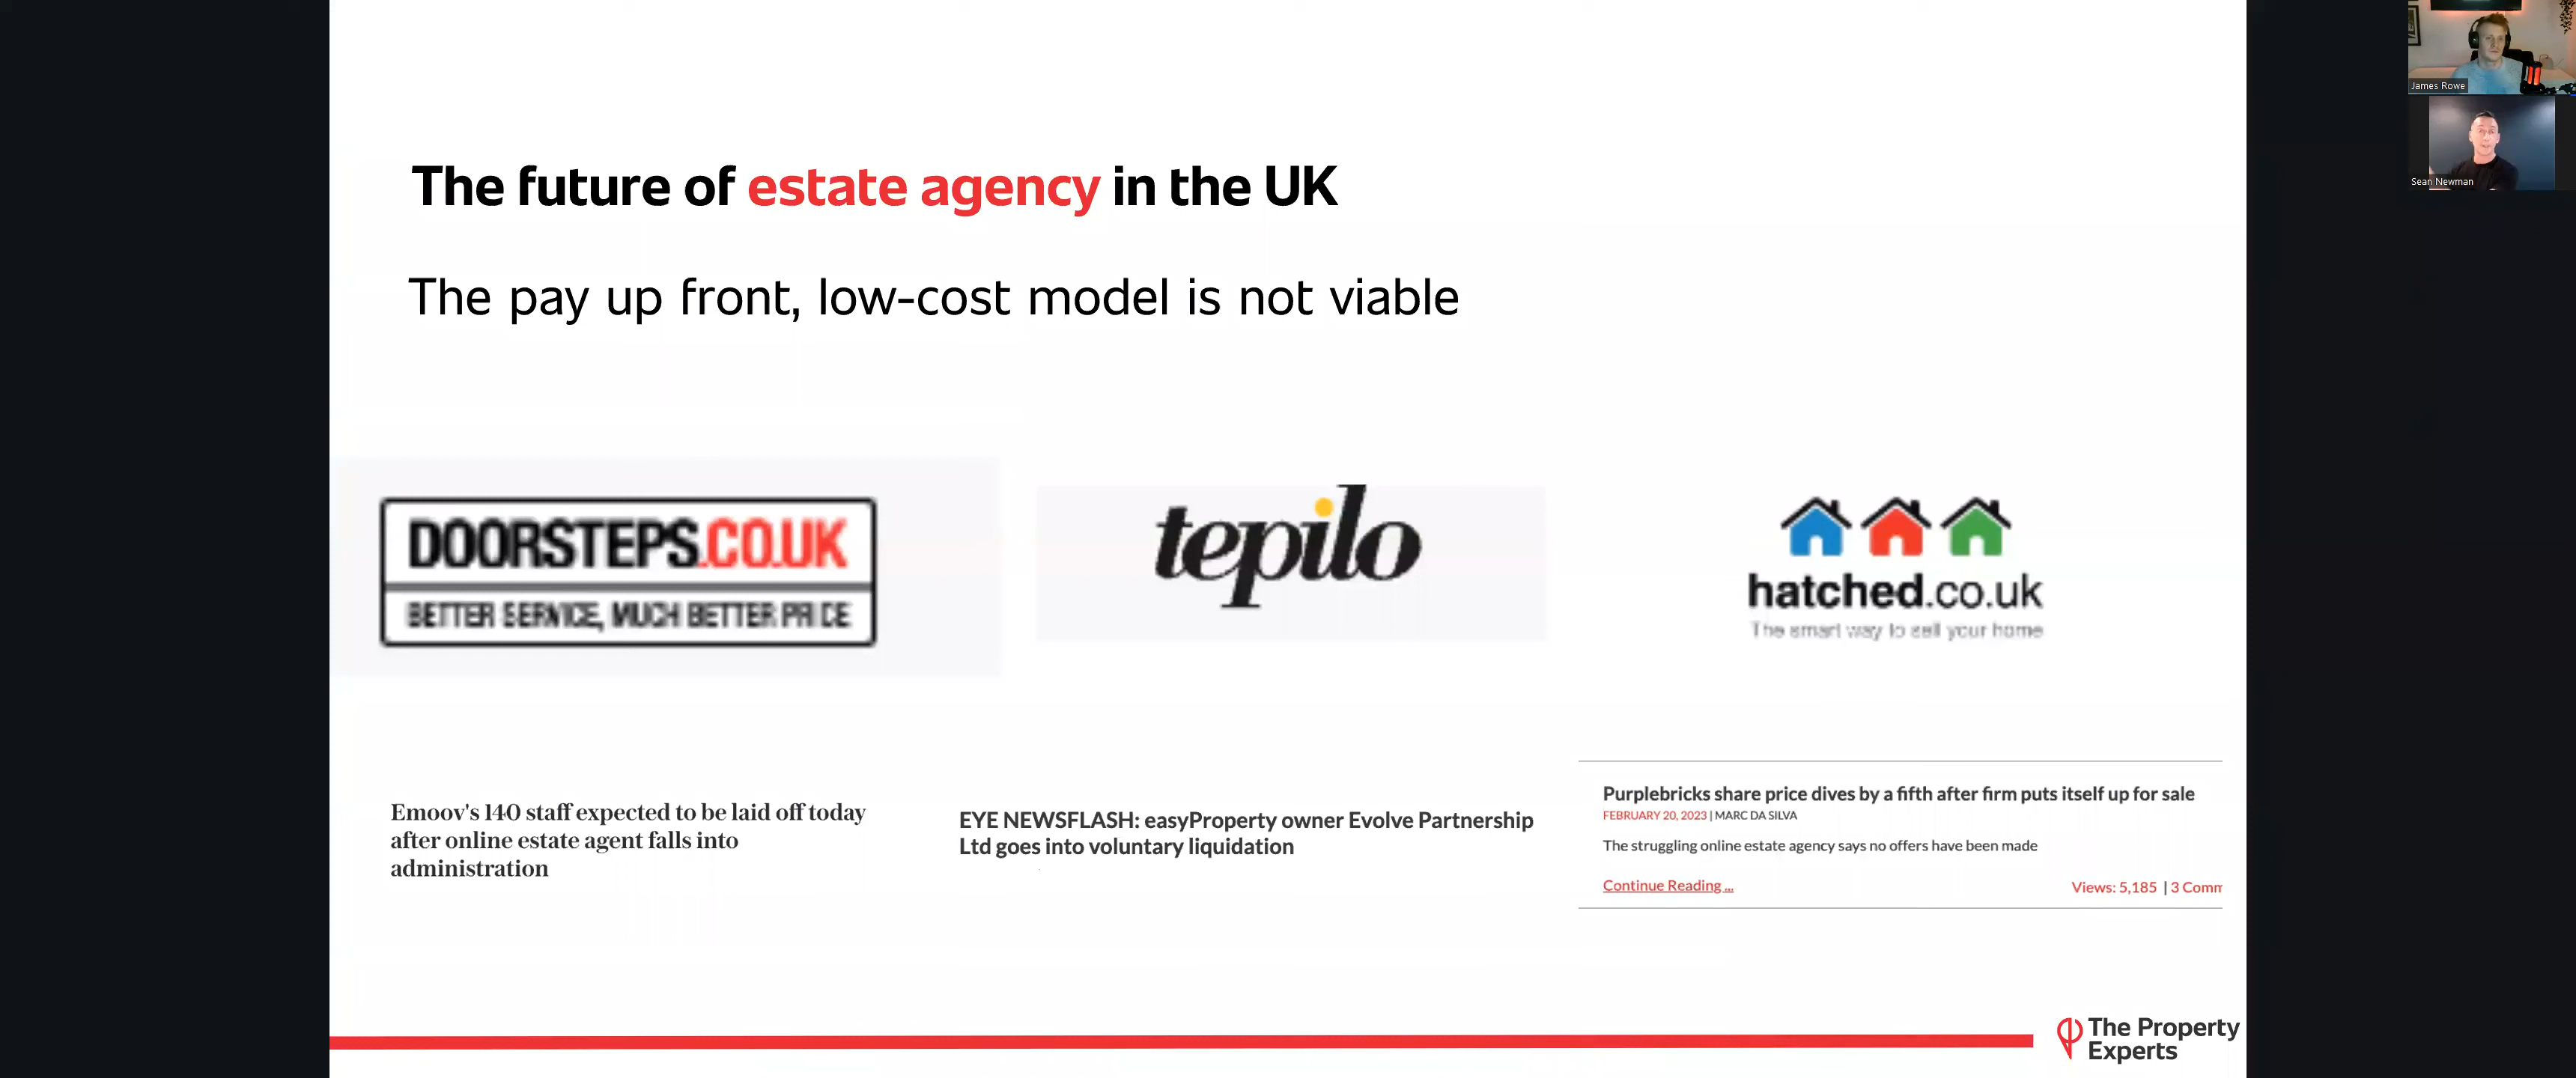 The future of estate agency in the UK
The pay up front, low-cost model is not viable
DOORSTEPS.CO.UK
BETTER SERVICE, MUCH BETTER PRICE
tepilo
hatched.co.uk
The smart way to sell your home
Emoov's 140 staff expected to be laid off today
after online estate agent falls into
administration
EYE NEWSFLASH: easyProperty owner Evolve Partnership
Ltd goes into voluntary liquidation
Purplebricks share price dives by a fifth after firm puts itself up for sale
FEBRUARY 20, 2023 | MARC DA SILVA
The struggling online estate agency says no offers have been made
Continue Reading ...
Views: 5,185 | 3 Comm
The Property
Experts
James Rowe
Sean Newman